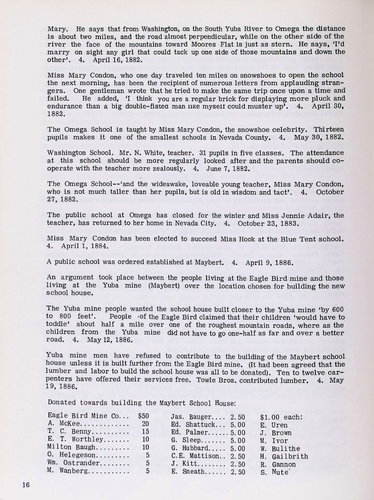 Mary. He says that from Washington, on the South Yuba River to Omega the distance
is about two miles, and the road almost perpendicular, while on the other side of the
river the face of the mountains toward Moores Flat is just as stern. He says, 'I'd
marry on sight any girl that could tack up one side of those mountains and down the
other'. 4. April 16, 1882.
Miss Mary Condon, who one day traveled ten miles on snowshoes to open the school
the next morning, has been the recipient of numerous letters from applauding stran-
gers. One gentleman wrote that he tried to make the same trip once upon a time and
failed. He added, 'I think you are a regular brick for displaying more pluck and
endurance than a big double-fisted man like myself could muster up'. 4. April 30,
1882.
The Omega School is taught by Miss Mary Condon, the snowshoe celebrity. Thirteen
pupils makes it one of the smallest schools in Nevada County. 4. May 30, 1882.
Washington School. Mr. N. White, teacher. 31 pupils in five classes. The attendance
at this school should be more regularly looked after and the parents should co-
operate with the teacher more zealously. 4. June 7, 1882.
The Omega School--'and the wideawake, loveable young teacher, Miss Mary Condon,
who is not much taller than her pupils, but is old in wisdom and tact'. 4. October
27, 1882.
The public school at Omega has closed for the winter and Miss Jennie Adair, the
teacher, has returned to her home in Nevada City. 4. October 23, 1883.
Miss Mary Condon has been elected to succeed Miss Hook at the Blue Tent school.
4. April 1, 1884.
A public school was ordered established at Maybert. 4. April 9, 1886.
An argument took place between the people living at the Eagle Bird mine and those
living at the Yuba mine (Maybert) over the location chosen for building the new
school house.
The Yuba mine people wanted the school built closer to the Yuba mine 'by 600
to 800 feet'. People of the Eagle Bird claimed that their children 'would have to
toddle' about half a mile over one of the roughest mountain roads, where as the
children from the Yuba mine did not have to go one-half as far and over a better
road. 4. May 12, 1886.
Yuba mine men have refused to contribute to the building of the Maybert school
house unless it is built further from the Eagle Bird mine. (It had been agreed that the
lumber and labor to build the school house was all to be donated). Ten to twelve car-
penters have offered their services free. Towle Bros. contributed lumber. 4. May
19, 1886.
Donated towards building the Maybert School House:
Eagle Bird Mine Co... $50 Jas. Bauger.... 2.50 $1.00 each:
A. McKee............. 20 Ed. Shattuck... 5.00 E. Uren
T. C. Benny.......... 15 Ed. Palmer..... 5.00 J. Brown
E. T. Worthley....... 10 G. Sleep....... 5.00 M. Ivor
Milton Baugh......... 10 G. Hubbard..... 5.00 W. Bulithe
O. Helegeson......... 5 C.E. Mattison.. 2.50 H. Gailbrith
Wm. Ostrander........ 5 J. Kitt........ 2.50 R. Gannon
M. Wanberg........... 5 E. Sneath...... 2.50 S. Nute
16